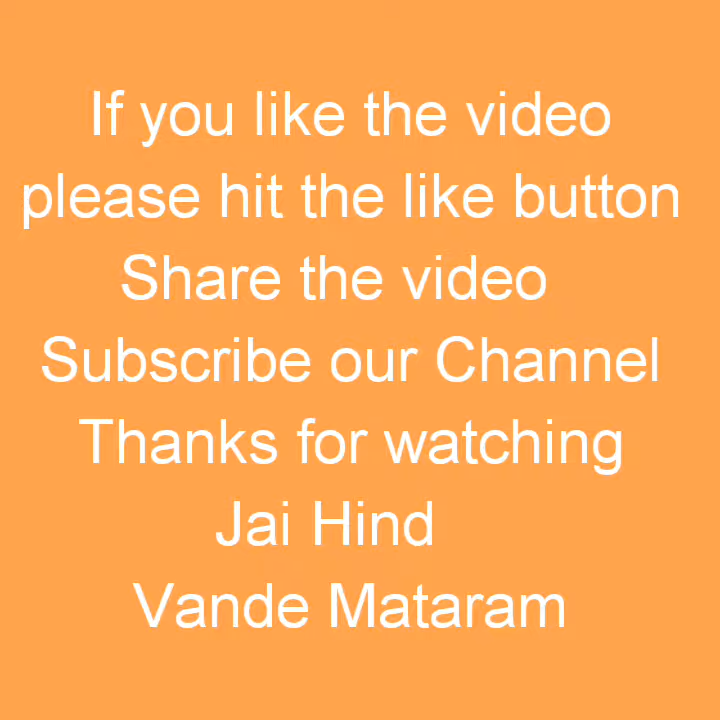 If you like the video
please hit the like button
Share the video
Subscribe our Channel
Thanks for watching
Jai Hind
Vande Mataram